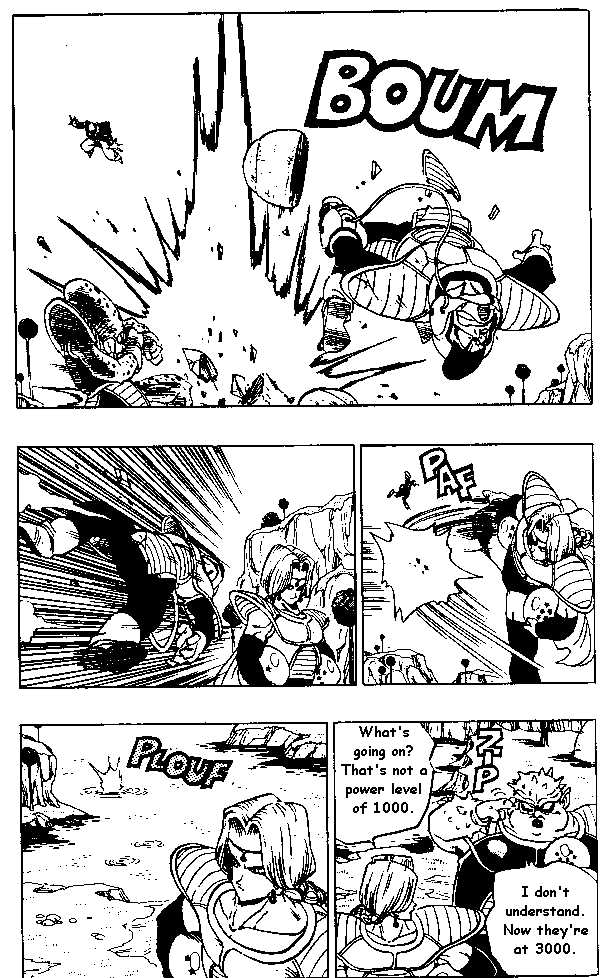 BOUM
PAF
PLOUF
What's
going on?
That's not a
power level
of 1000.
ZIP
I don't
understand.
Now they're
at 3000.